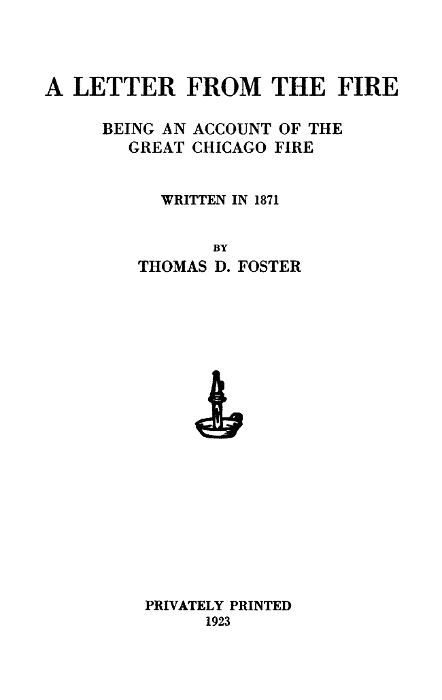 A LETTER FROM THE FIRE
BEING AN ACCOUNT OF THE
GREAT CHICAGO FIRE
WRITTEN IN 1871
BY
THOMAS D. FOSTER
PRIVATELY PRINTED
1923